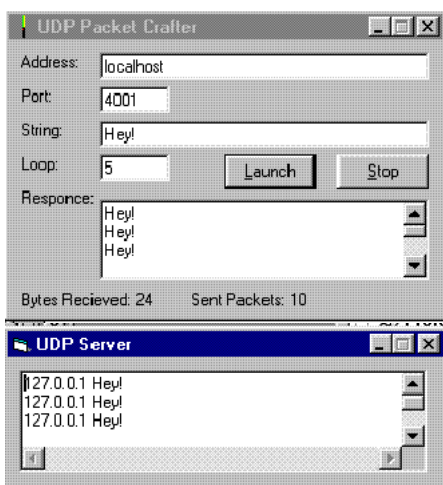 UDP Packet Crafter
Address: localhost
Port: 4001
String: Hey!
Loop: 5 Launch Stop
Responce: Hey!
Hey!
Hey!
Bytes Recieved: 24 Sent Packets: 10
UDP Server
127.0.0.1 Hey!
127.0.0.1 Hey!
127.0.0.1 Hey!